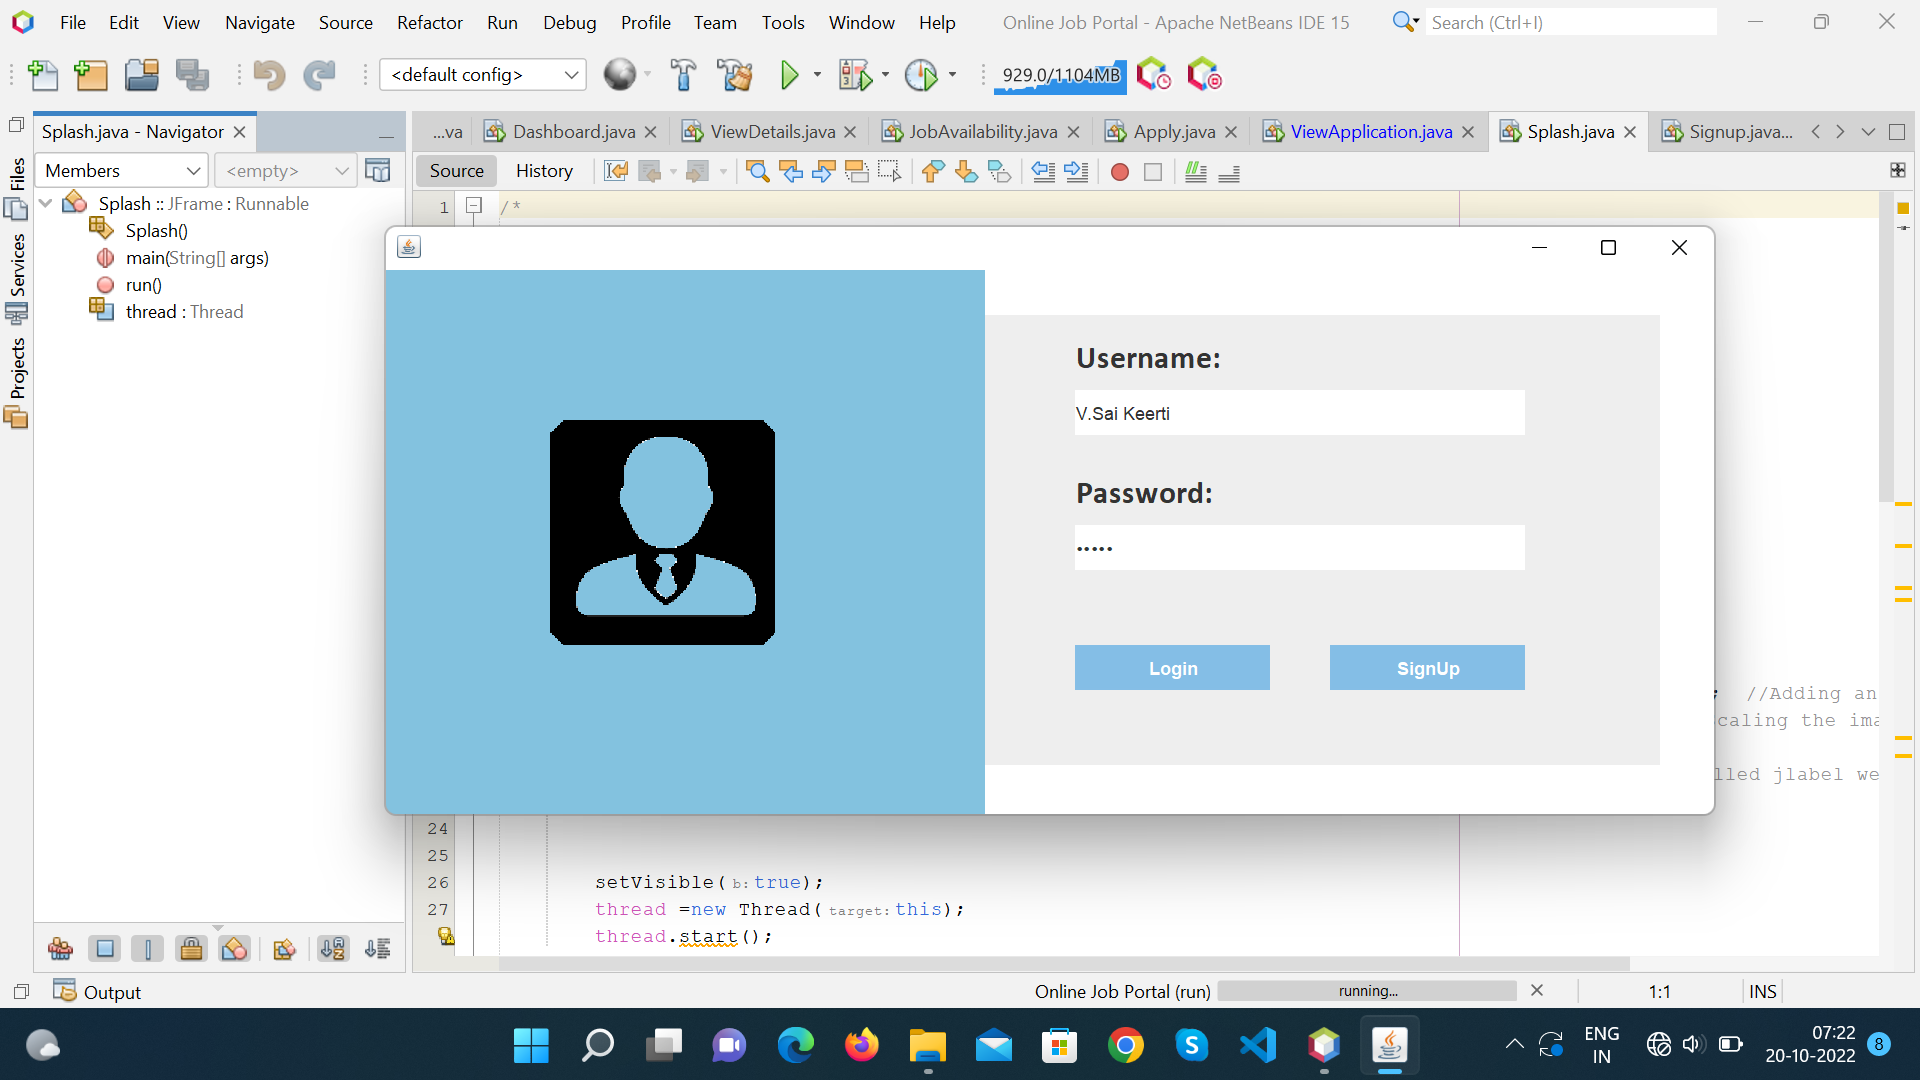 File Edit View Navigate Source Refactor Run Debug Profile Team Tools Window Help Online Job Portal - Apache NetBeans IDE 15 Search (Ctrl+I)
<default config> 929.0/1104MB
Splash.java - Navigator ...va Dashboard.java ViewDetails.java JobAvailability.java Apply.java ViewApplication.java Splash.java Signup.java...
Members <empty> Source History
Files
Services
Projects
Splash :: JFrame : Runnable
Splash()
main(String[] args)
run()
thread : Thread
1 /*
Username:
V.Sai Keerti
Password:
•••••
Login SignUp
; //Adding an
caling the ima
lled jlabel we
24
25
26 setVisible( b: true);
27 thread =new Thread( target: this);
thread.start();
Output Online Job Portal (run) running... 1:1 INS
ENG
IN
07:22
20-10-2022
8